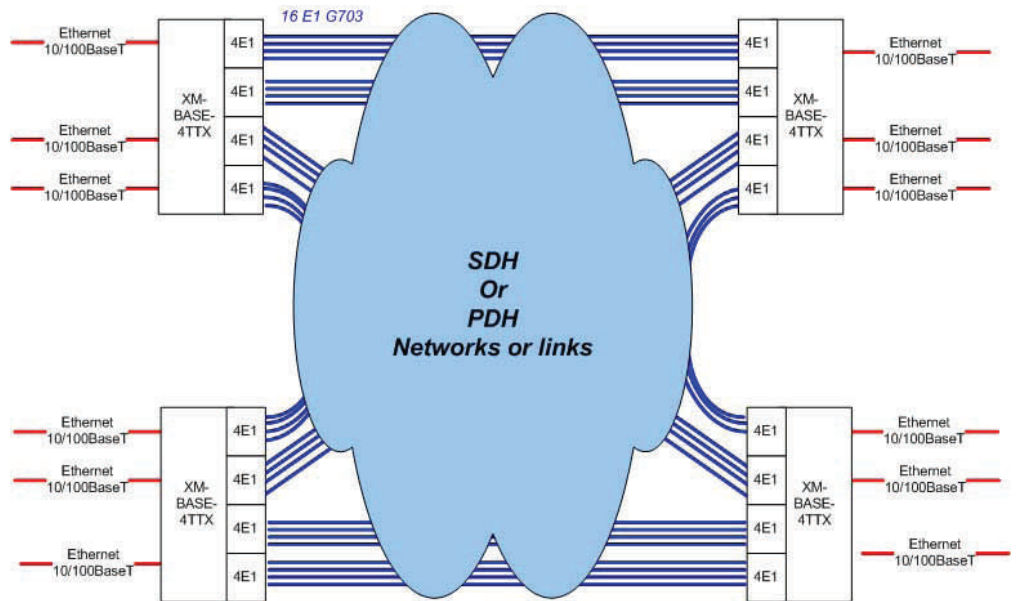 16 E1 G703
Ethernet
10/100BaseT
Ethernet
10/100BaseT
Ethernet
10/100BaseT
XM-
BASE-
4TTX
4E1
4E1
4E1
4E1
4E1
4E1
4E1
4E1
XM-
BASE-
4TTX
Ethernet
10/100BaseT
Ethernet
10/100BaseT
Ethernet
10/100BaseT
SDH
Or
PDH
Networks or links
Ethernet
10/100BaseT
Ethernet
10/100BaseT
Ethernet
10/100BaseT
XM-
BASE-
4TTX
4E1
4E1
4E1
4E1
4E1
4E1
4E1
4E1
XM-
BASE-
4TTX
Ethernet
10/100BaseT
Ethernet
10/100BaseT
Ethernet
10/100BaseT